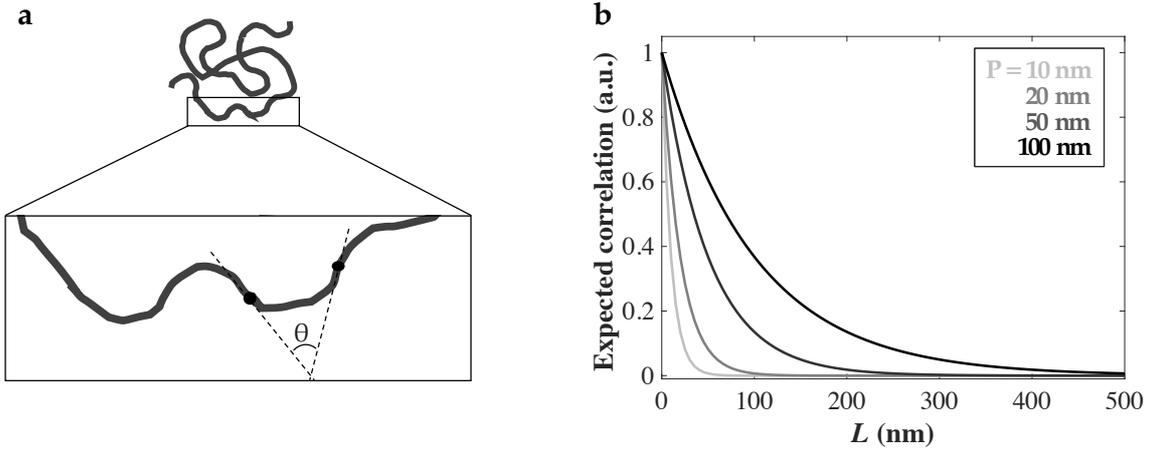 a
θ
b
Expected correlation (a.u.)
1
0.8
0.6
0.4
0.2
0
P = 10 nm
20 nm
50 nm
100 nm
0 100 200 300 400 500
L (nm)